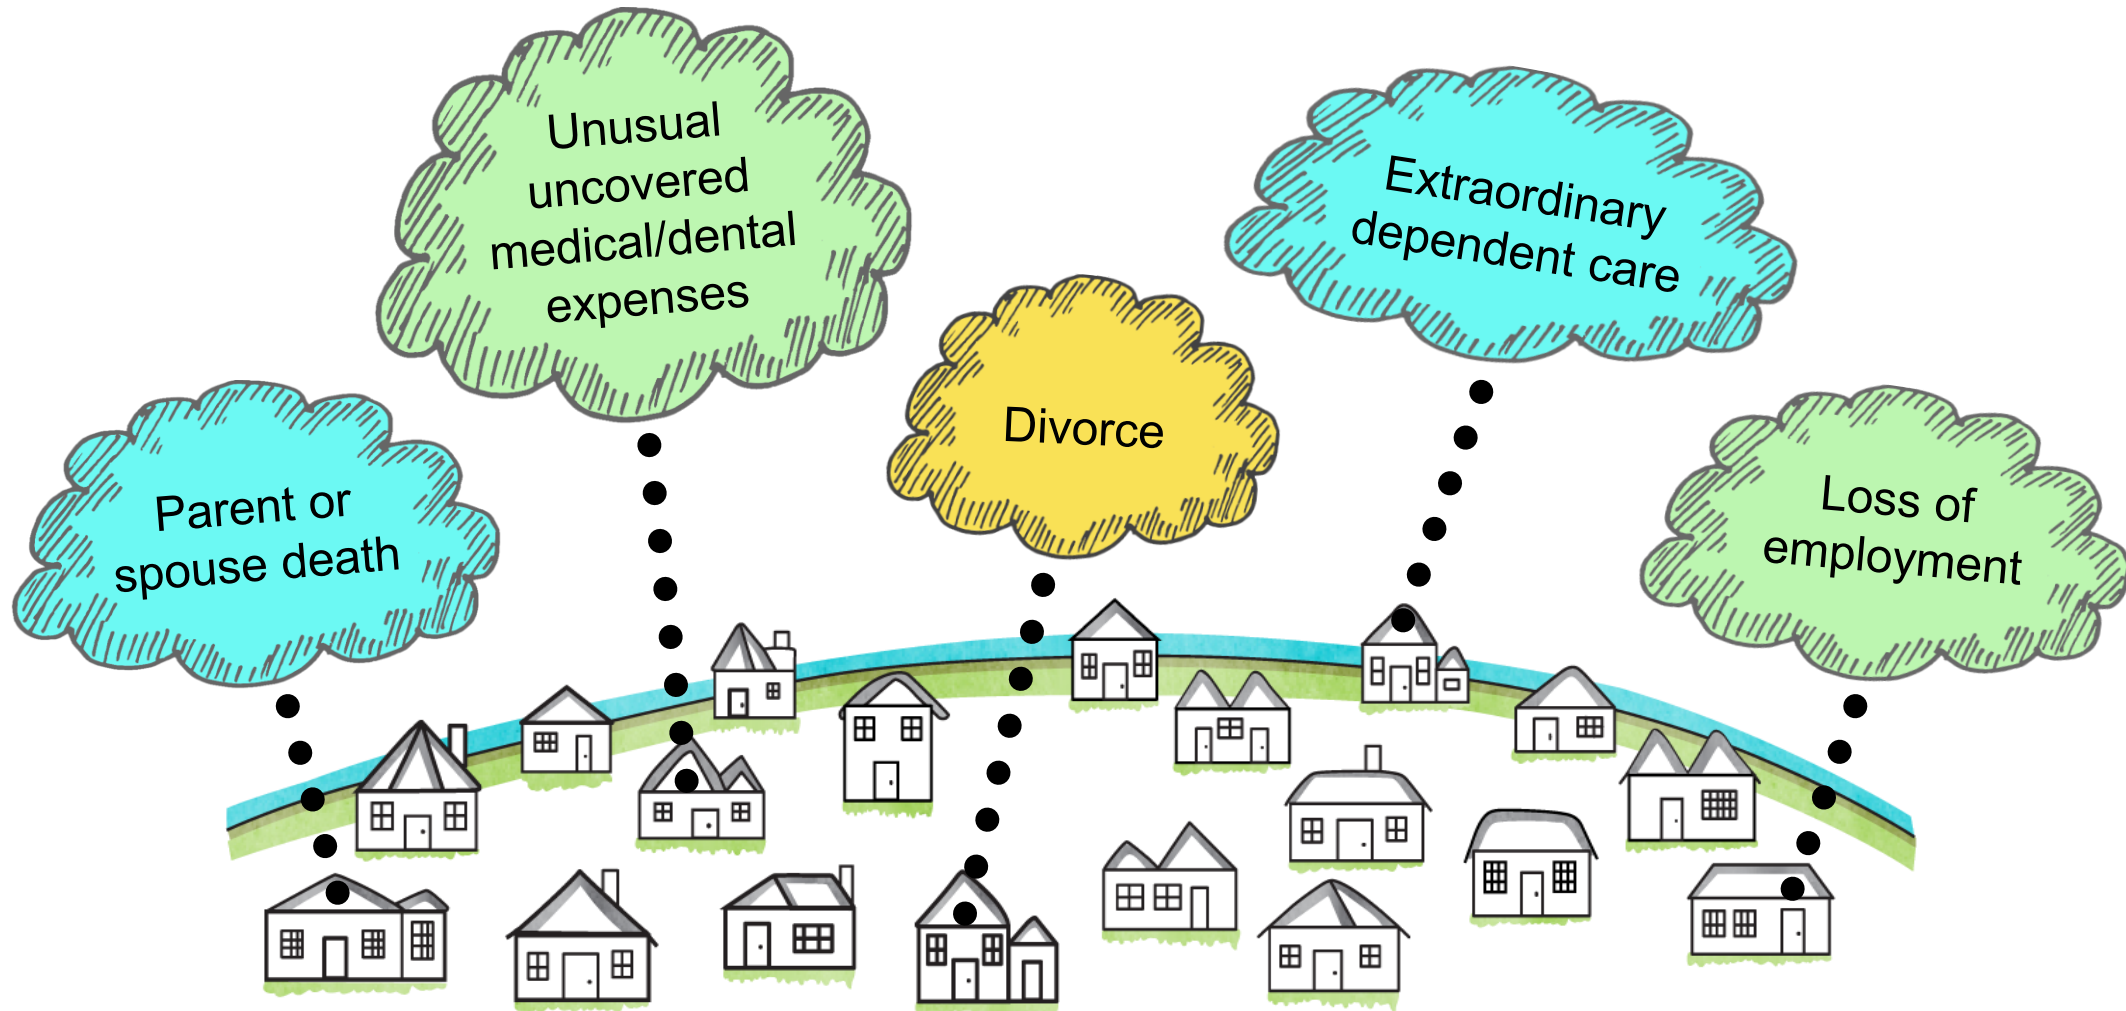 Unusual
uncovered
medical/dental
expenses
Extraordinary
dependent care
Divorce
Parent or
spouse death
Loss of
employment